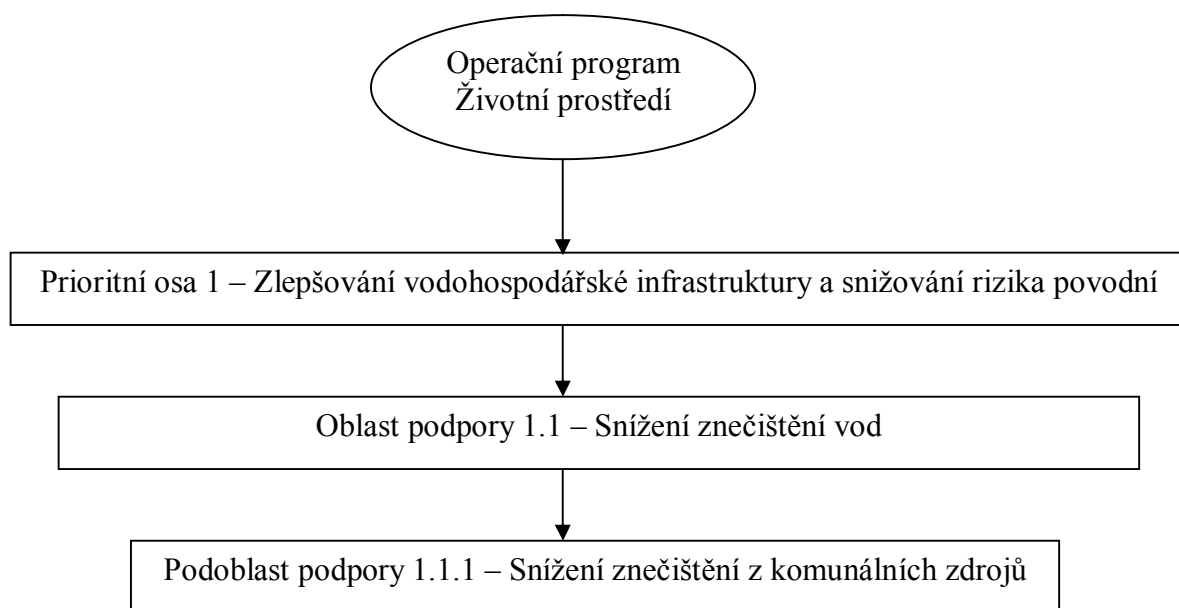 Operační program
Životní prostředí
Prioritní osa 1 – Zlepšování vodohospodářské infrastruktury a snižování rizika povodní
Oblast podpory 1.1 – Snížení znečištění vod
Podoblast podpory 1.1.1 – Snížení znečištění z komunálních zdrojů